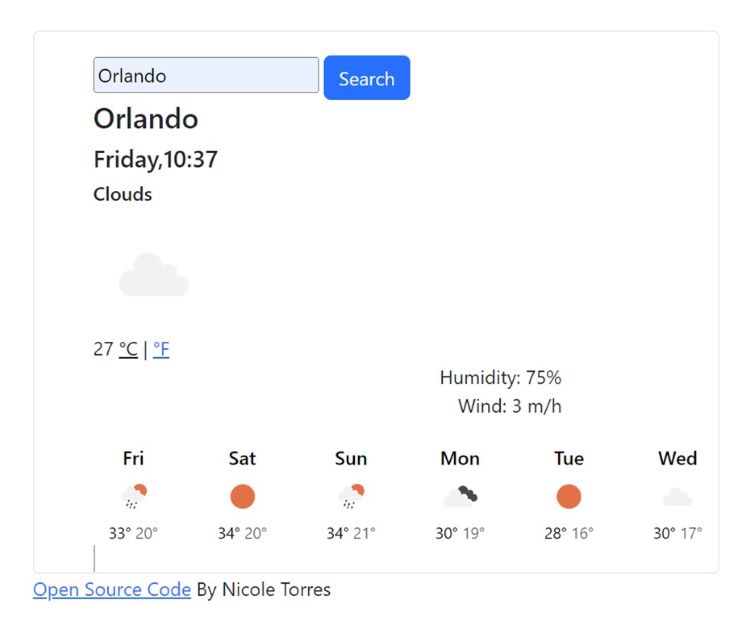 Orlando
Search
Orlando
Friday,10:37
Clouds
27 °C | °F
Humidity: 75%
Wind: 3 m/h
Fri Sat Sun Mon Tue Wed
33° 20° 34° 20° 34° 21° 30° 19° 28° 16° 30° 17°
Open Source Code By Nicole Torres